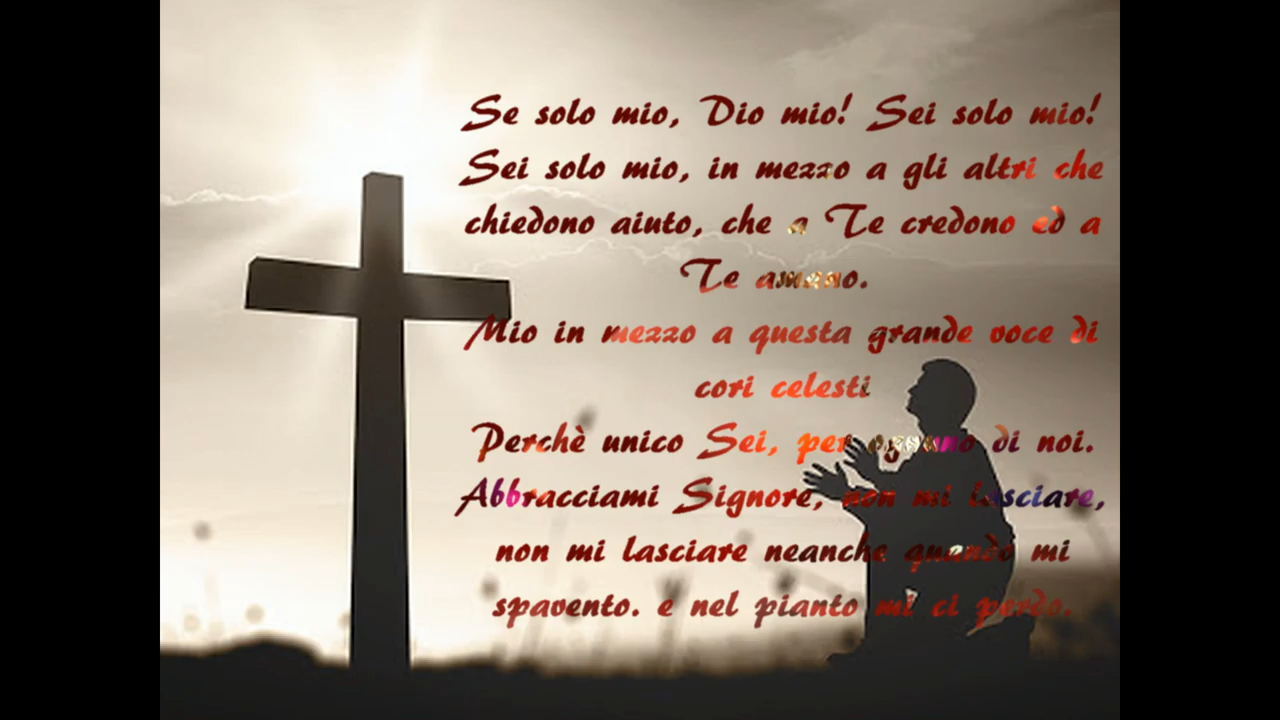 Se solo mio, Dio mio! Sei solo mio!
Sei solo mio, in mezzo a gli altri che
chiedono aiuto, che a Te credono ed a
Te amano.
Mio in mezzo a questa grande voce di
cori celesti
Perchè unico Sei, per ognuno di noi.
Abbracciami Signore, non mi lasciare,
non mi lasciare neanche quando mi
spavento. e nel pianto mi ci perdo.